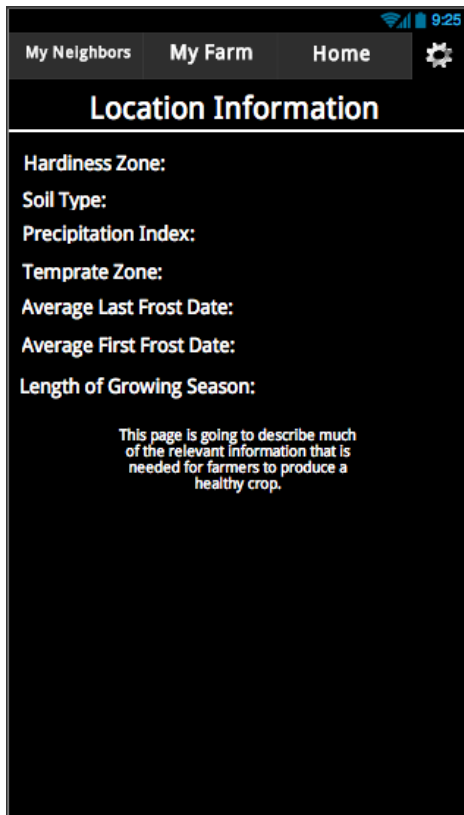 9:25
My Neighbors My Farm Home
Location Information
Hardiness Zone:
Soil Type:
Precipitation Index:
Temprate Zone:
Average Last Frost Date:
Average First Frost Date:
Length of Growing Season:
This page is going to describe much
of the relevant information that is
needed for farmers to produce a
healthy crop.